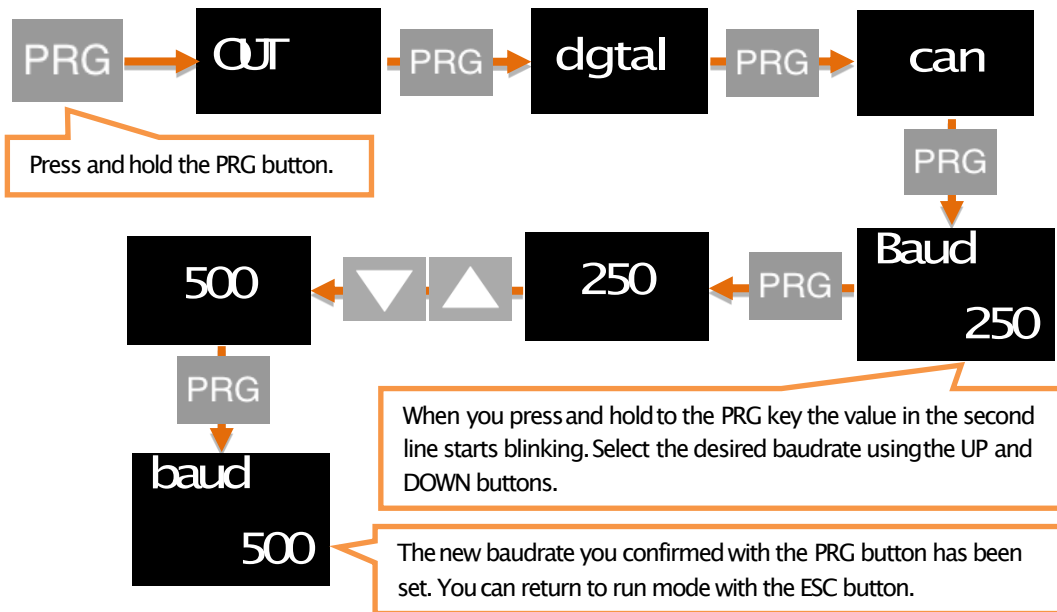 PRG
OUT
PRG
dgtal
PRG
can
Press and hold the PRG button.
PRG
Baud
250
PRG
250
500
PRG
When you press and hold to the PRG key the value in the second
line starts blinking. Select the desired baudrate using the UP and
DOWN buttons.
baud
500
The new baudrate you confirmed with the PRG button has been
set. You can return to run mode with the ESC button.